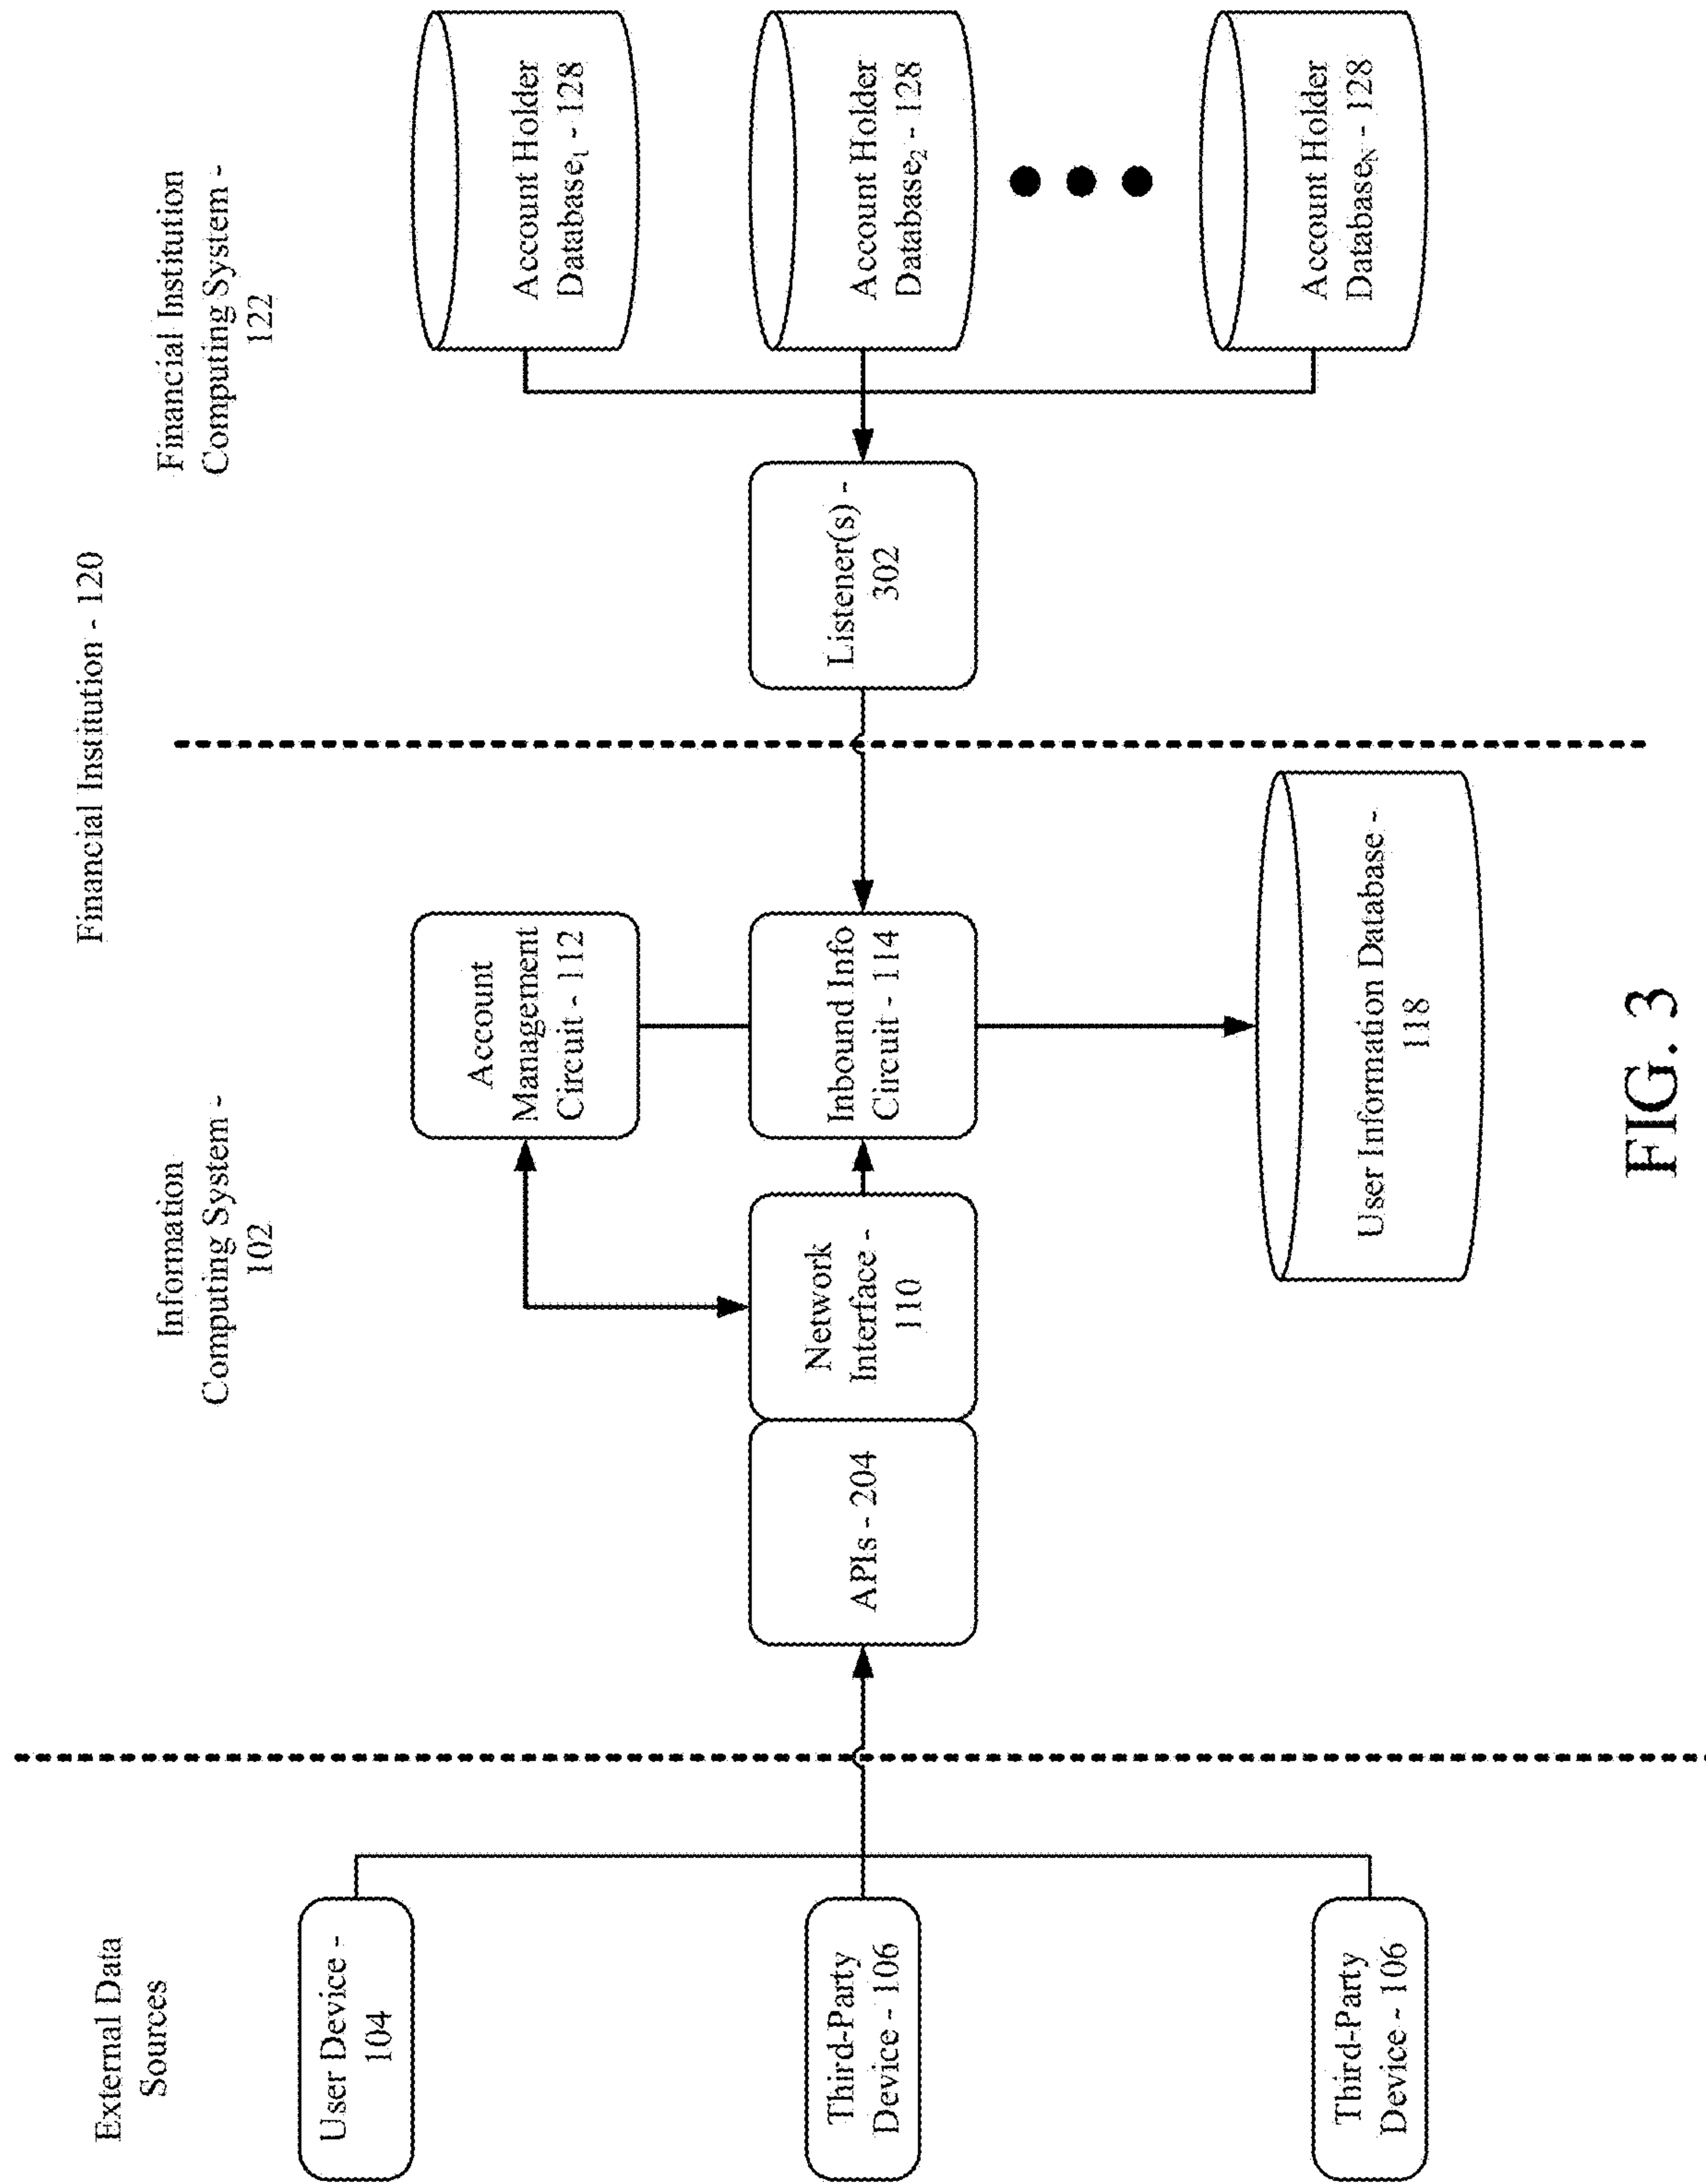 Financial Institution - 120
External Data
Sources
Information
Computing System -
102
Financial Institution
Computing System -
122
User Device -
104
Third-Party
Device - 106
Third-Party
Device - 106
APIs - 204
Network
Interface -
110
Account
Management
Circuit - 112
Inbound Info
Circuit - 114
User Information Database -
118
Listener(s) -
302
Account Holder
Database₁ - 128
Account Holder
Database₂ - 128
Account Holder
Database_N - 128
FIG. 3